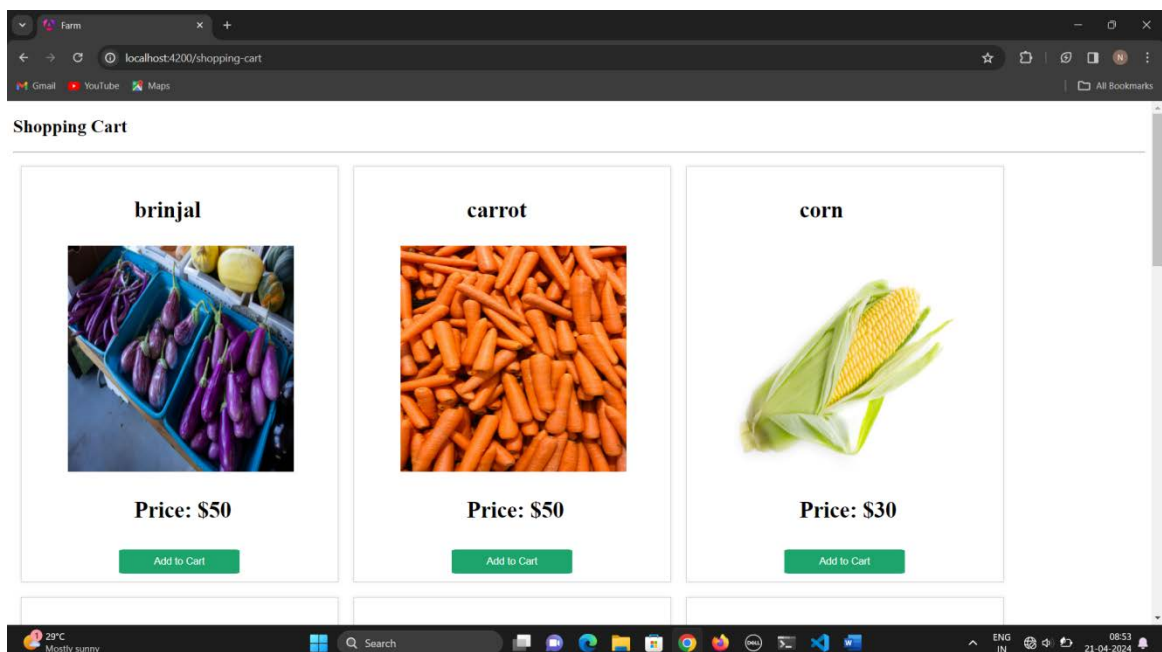 Farm
localhost:4200/shopping-cart
Gmail YouTube Maps All Bookmarks
Shopping Cart
brinjal carrot corn
Price: $50 Price: $50 Price: $30
Add to Cart Add to Cart Add to Cart
1 29°C Search ENG 08:53
Mostly sunny IN 21-04-2024